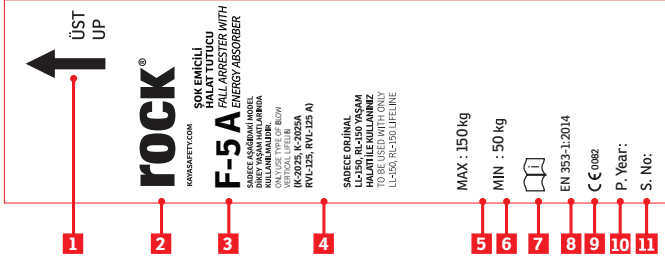 ÜST
UP
rock®
KAYASAFETY.COM
F-5 A
ŞOK EMİCİLİ
HALAT TUTUCU
FALL ARRESTER WITH
ENERGY ABSORBER
SADECE AŞAĞIDAKİ MODEL
DİKEY YAŞAM HATLARINDA
KULLANILMALIDIR.
ONLY USE TYPE OF BLOW
VERTICAL LIFELI
(K-2025, K-2025A
RVL-125, RVL-125 A)
SADECE ORJİNAL
LL-150, RL-150 YAŞAM
HALATI İLE KULLANINIZ
TO BE USED WITH ONLY
LL-150, RL-150 LIFELINE
MAX : 150 kg
MIN : 50 kg
i
EN 353-1:2014
CE 0082
P. Year:
S. No:
1
2
3
4
5
6
7
8
9
10
11